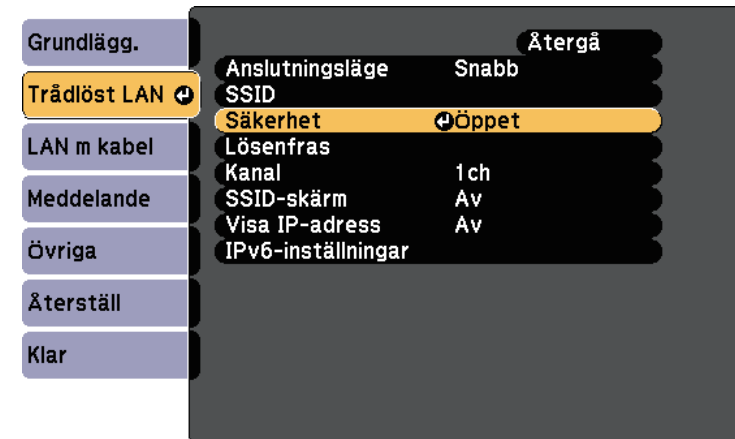 Grundlägg.
Trådlöst LAN
LAN m kabel
Meddelande
Övriga
Återställ
Klar
Återgå
Anslutningsläge Snabb
SSID
Säkerhet Öppet
Lösenfras
Kanal 1ch
SSID-skärm Av
Visa IP-adress Av
IPv6-inställningar